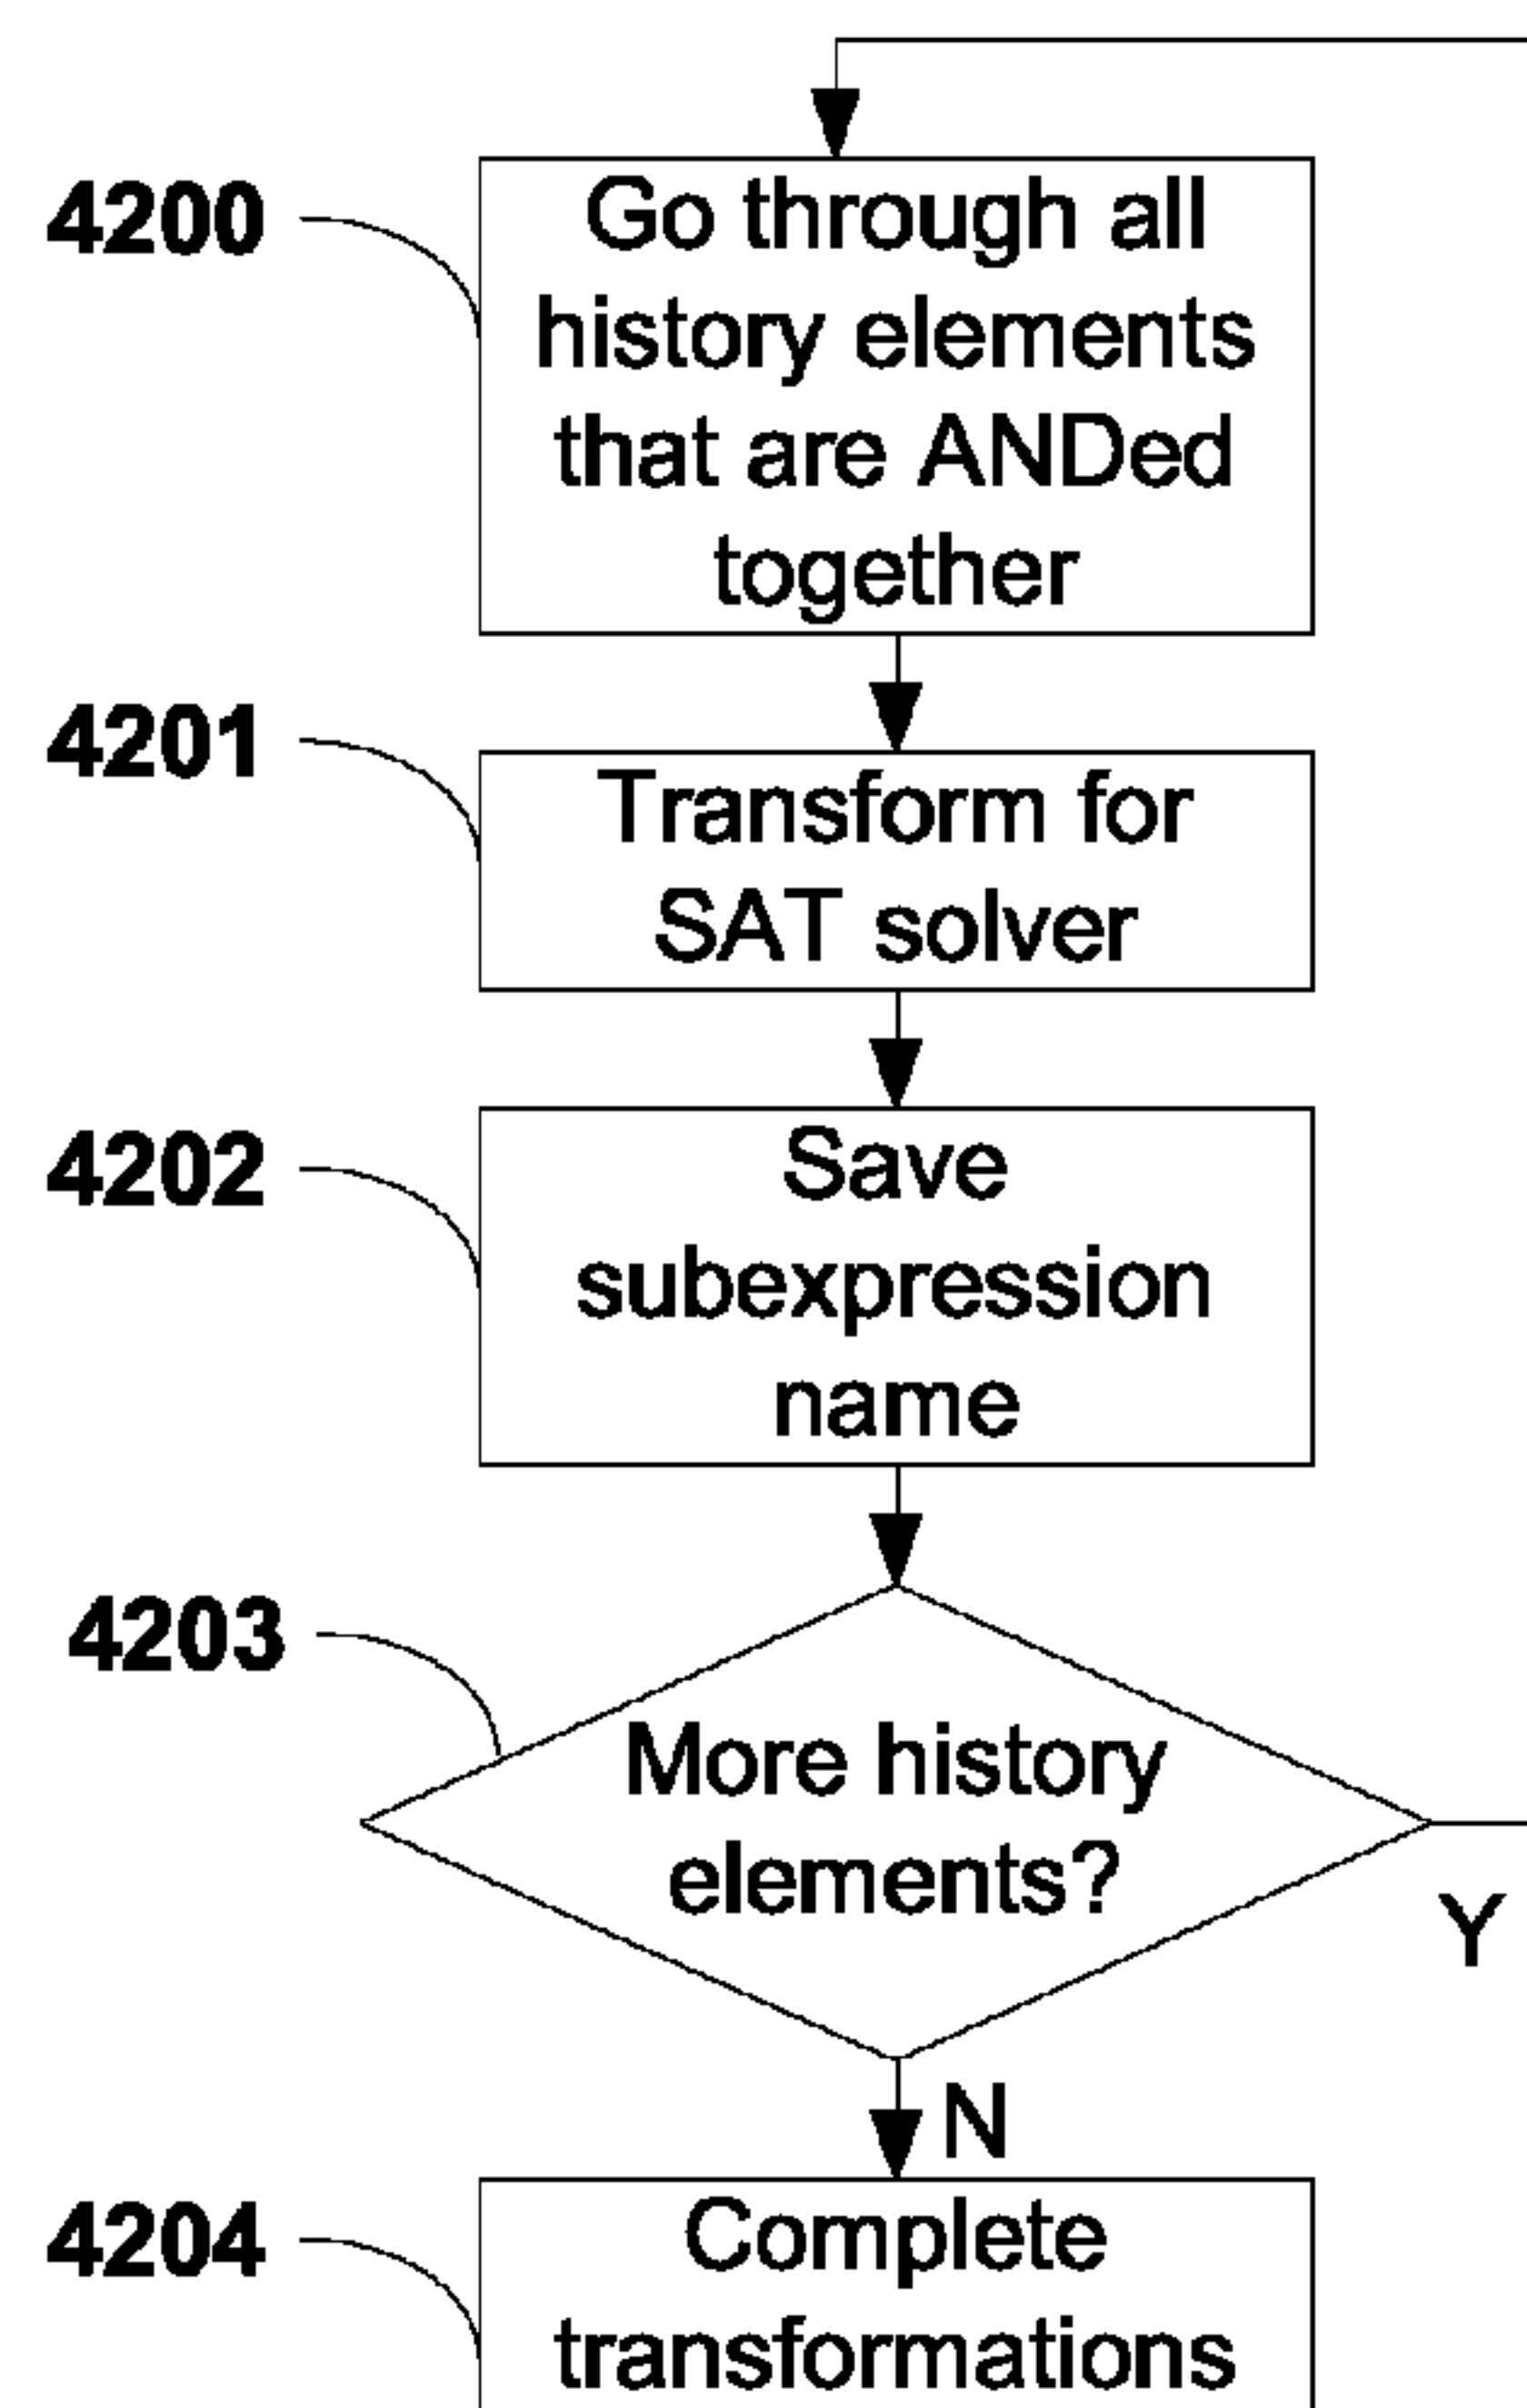 4200
Go through all
history elements
that are ANDed
together
4201
Transform for
SAT solver
4202
Save
subexpression
name
4203
More history
elements?
Y
N
4204
Complete
transformations